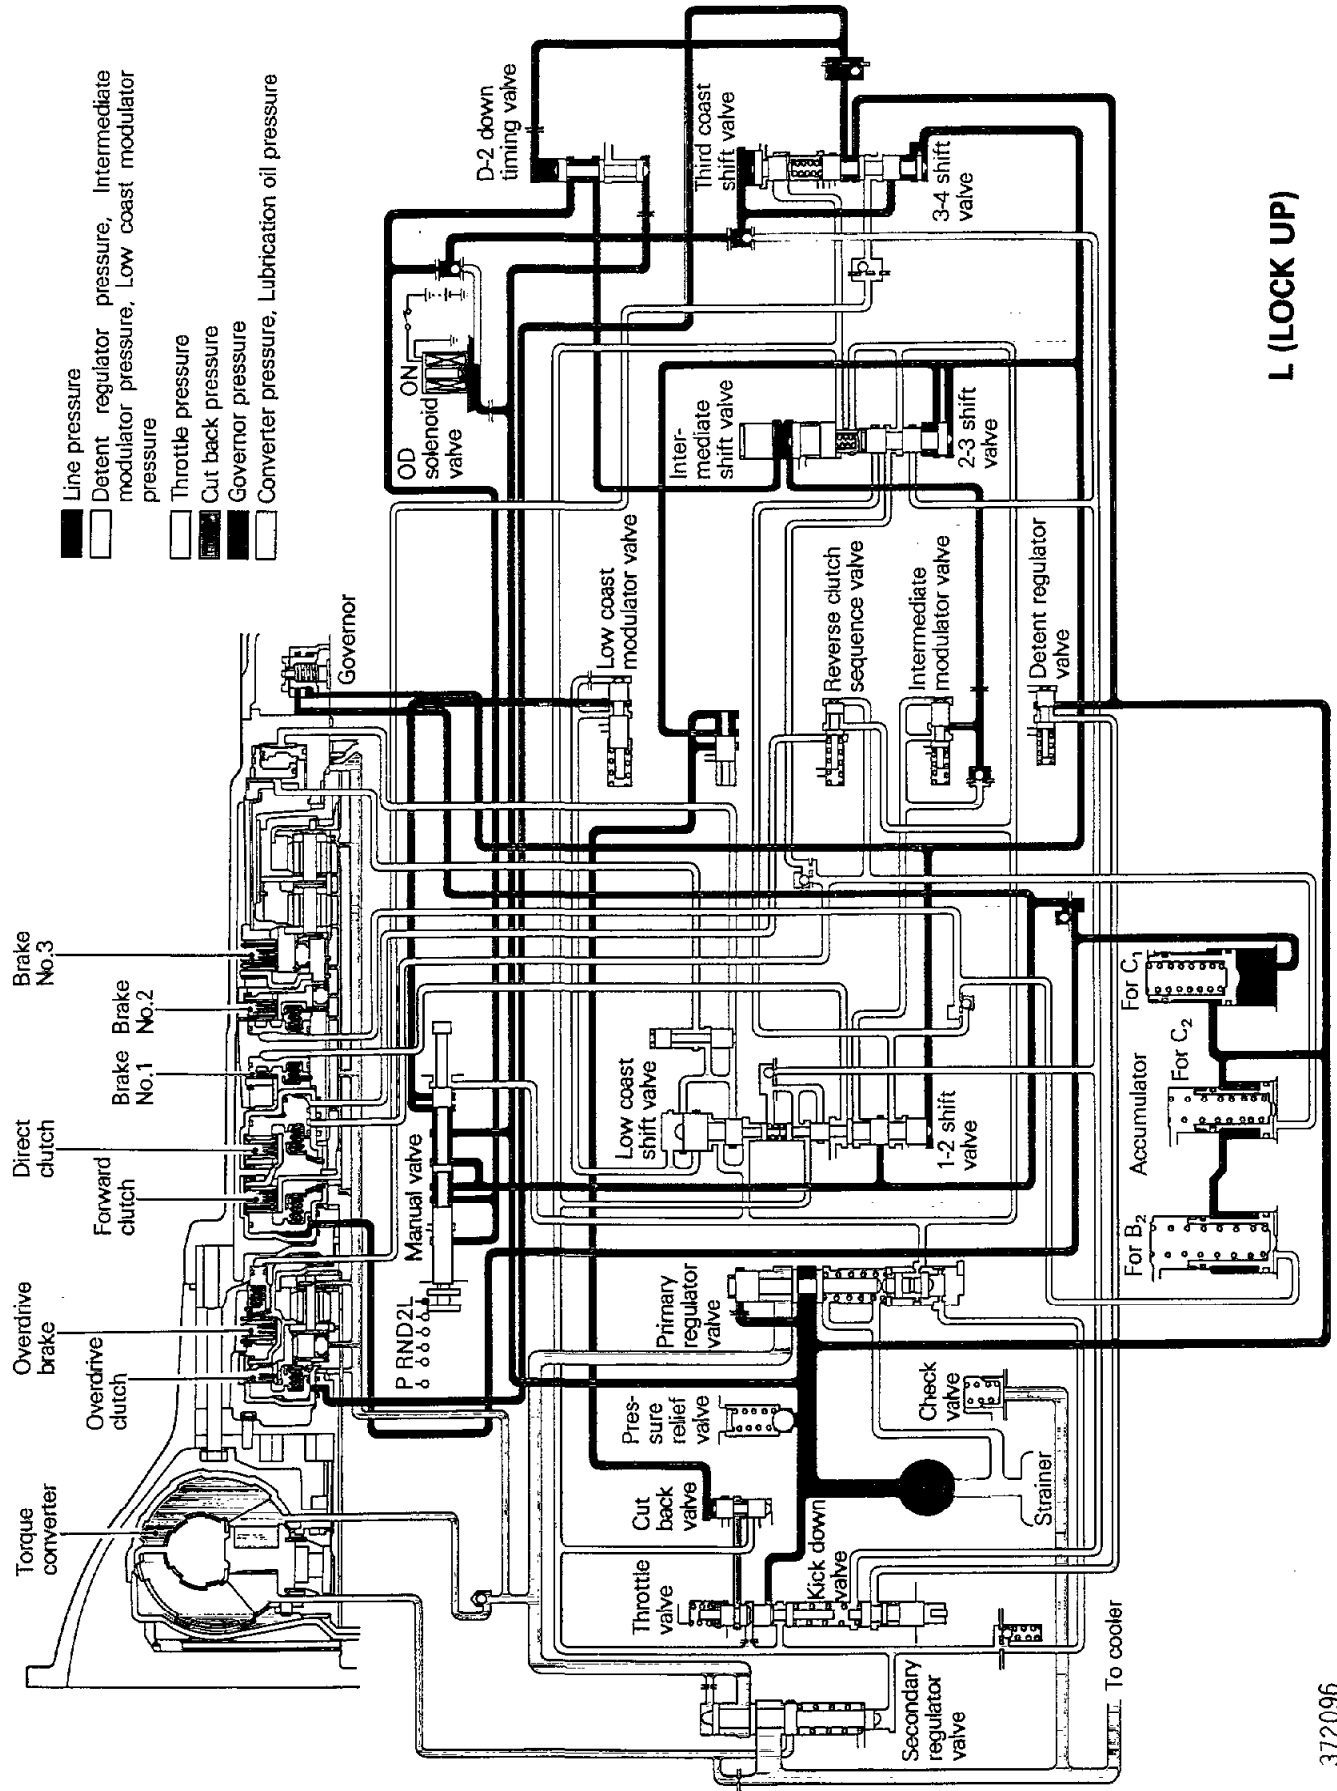 Torque
converter
Overdrive
clutch
Overdrive
brake
Forward
clutch
Direct
clutch
Brake
No.1
Brake
No.2
Brake
No.3
Line pressure
Detent regulator pressure, Intermediate
modulator pressure, Low coast modulator
pressure
Throttle pressure
Cut back pressure
Governor pressure
Converter pressure, Lubrication oil pressure
Governor
P R N D 2 L
Manual valve
OD
solenoid
valve
ON
D-2 down
timing valve
Third coast
shift valve
3-4 shift
valve
Inter-
mediate
shift valve
2-3 shift
valve
Low coast
modulator valve
Reverse clutch
sequence valve
Intermediate
modulator valve
Detent regulator
valve
Low coast
shift valve
1-2 shift
valve
Primary
regulator
valve
Pres-
sure
relief
valve
Cut
back
valve
Throttle
valve
Kick down
valve
Check
valve
Strainer
Secondary
regulator
valve
To cooler
For B2
Accumulator
For C2
For C1
L (LOCK UP)
372096